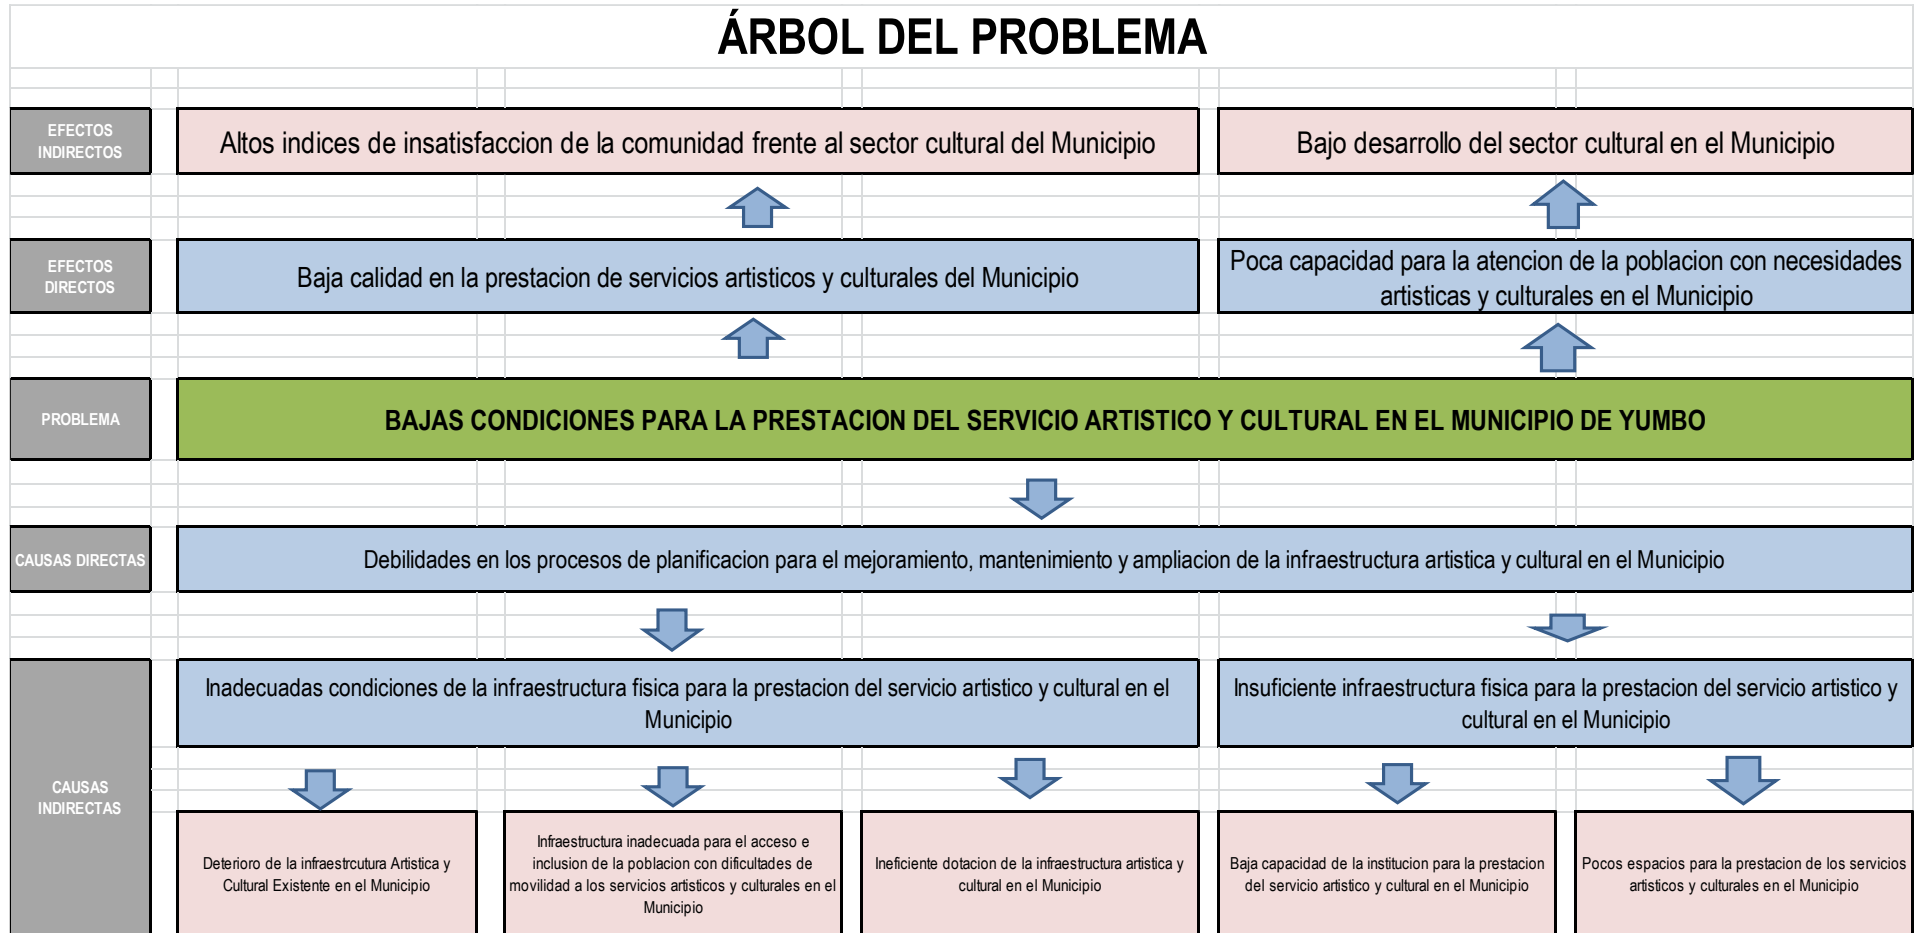 ÁRBOL DEL PROBLEMA
EFECTOS
INDIRECTOS
Altos indices de insatisfaccion de la comunidad frente al sector cultural del Municipio
Bajo desarrollo del sector cultural en el Municipio
EFECTOS
DIRECTOS
Baja calidad en la prestacion de servicios artisticos y culturales del Municipio
Poca capacidad para la atencion de la poblacion con necesidades
artisticas y culturales en el Municipio
PROBLEMA
BAJAS CONDICIONES PARA LA PRESTACION DEL SERVICIO ARTISTICO Y CULTURAL EN EL MUNICIPIO DE YUMBO
CAUSAS DIRECTAS
Debilidades en los procesos de planificacion para el mejoramiento, mantenimiento y ampliacion de la infraestructura artistica y cultural en el Municipio
Inadecuadas condiciones de la infraestructura fisica para la prestacion del servicio artistico y cultural en el
Municipio
Insuficiente infraestructura fisica para la prestacion del servicio artistico y
cultural en el Municipio
CAUSAS
INDIRECTAS
Deterioro de la infraestrcutura Artistica y
Cultural Existente en el Municipio
Infraestructura inadecuada para el acceso e
inclusion de la poblacion con dificultades de
movilidad a los servicios artisticos y culturales en el
Municipio
Ineficiente dotacion de la infraestructura artistica y
cultural en el Municipio
Baja capacidad de la institucion para la prestacion
del servicio artistico y cultural en el Municipio
Pocos espacios para la prestacion de los servicios
artisticos y culturales en el Municipio